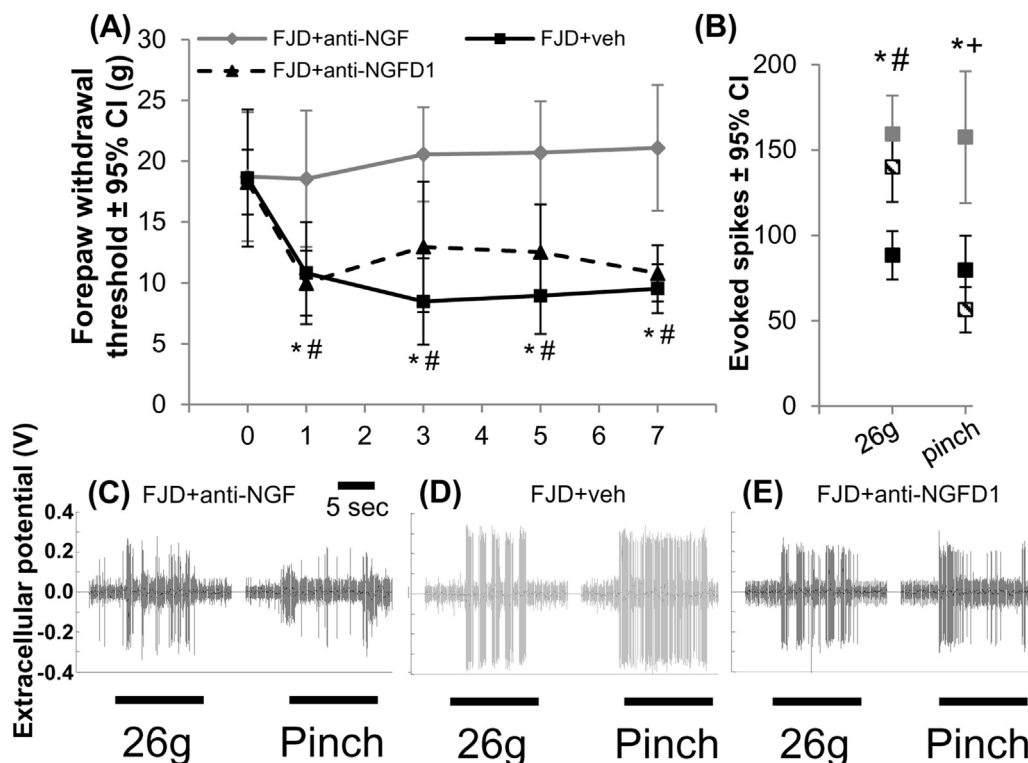 (A)
FJD+anti-NGF
FJD+veh
FJD+anti-NGFD1
Forepaw withdrawal
threshold ± 95% CI (g)
30
25
20
15
10
5
0
* #
* #
* #
* #
0 1 2 3 4 5 6 7
(B)
* #
*+
Evoked spikes ± 95% CI
200
150
100
50
0
26g
pinch
Extracellular potential (V)
(C)
FJD+anti-NGF
5 sec
0.4
0.2
0.0
-0.2
-0.4
26g
Pinch
(D)
FJD+veh
26g
Pinch
(E)
FJD+anti-NGFD1
26g
Pinch